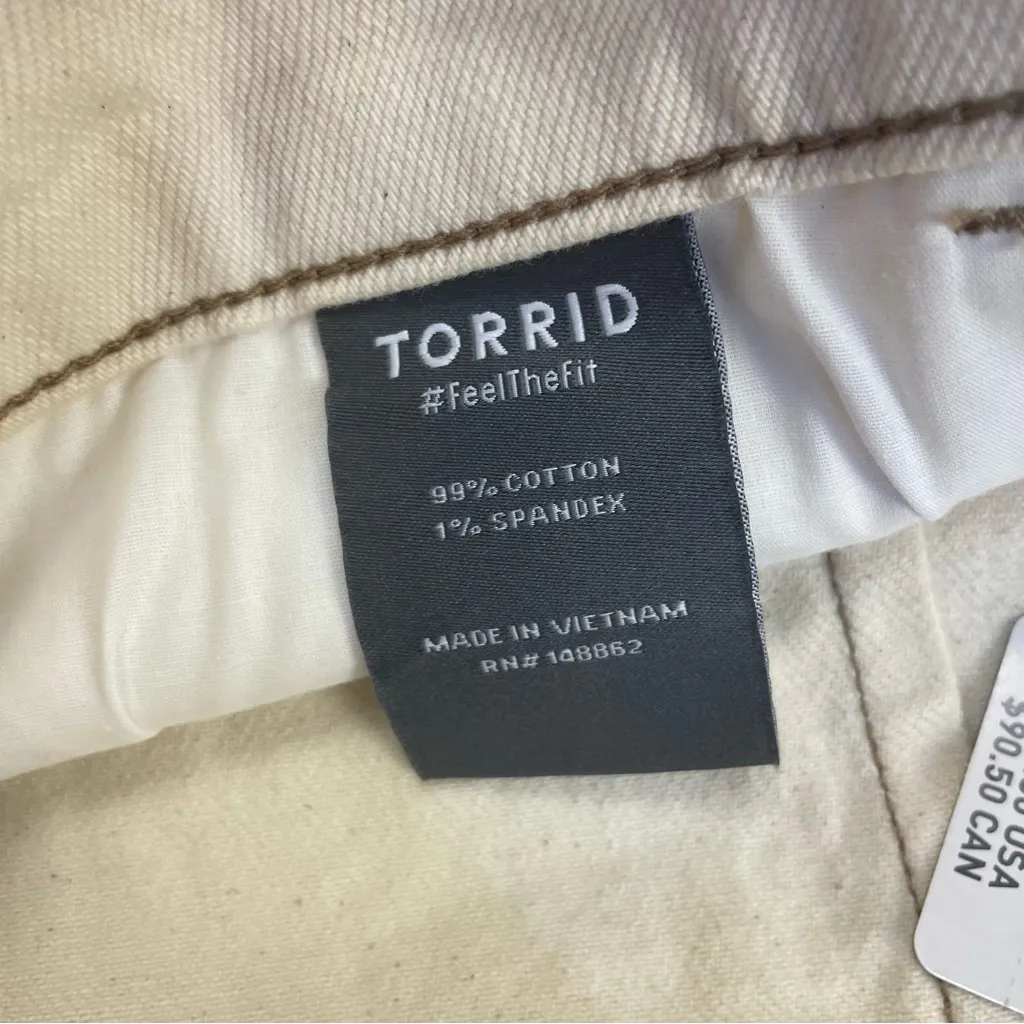 TORRID
#FeelTheFit
99% COTTON
1% SPANDEX
MADE IN VIETNAM
RN# 148862
USA
$90.50 CAN